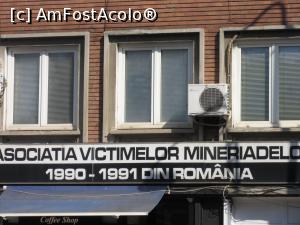 [c] AmFostAcolo®
ASOCIATIA VICTIMELOR MINERIADELO
1990 - 1991 DIN ROMÂNIA
Coffee Shop